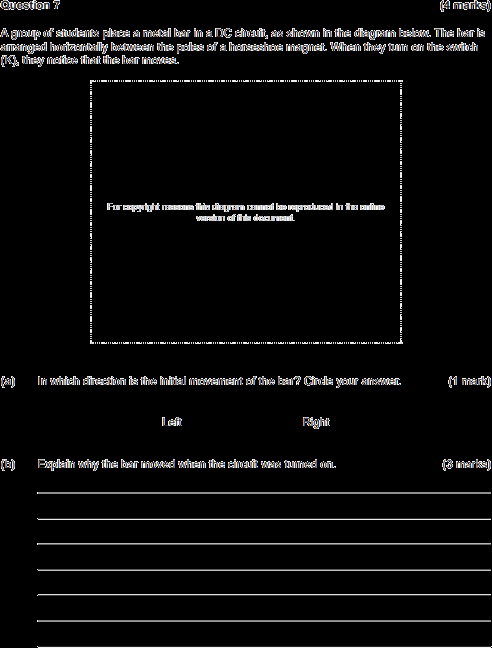 Question 7 (4 marks)
A group of students place a metal bar in a DC circuit, as shown in the diagram below. The bar is
arranged horizontally between the poles of a horseshoe magnet. When they turn on the switch
(K), they notice that the bar moves.
For copyright reasons this diagram cannot be reproduced in the online
version of this document.
(a) In which direction is the initial movement of the bar? Circle your answer. (1 mark)
Left Right
(b) Explain why the bar moved when the circuit was turned on. (3 marks)